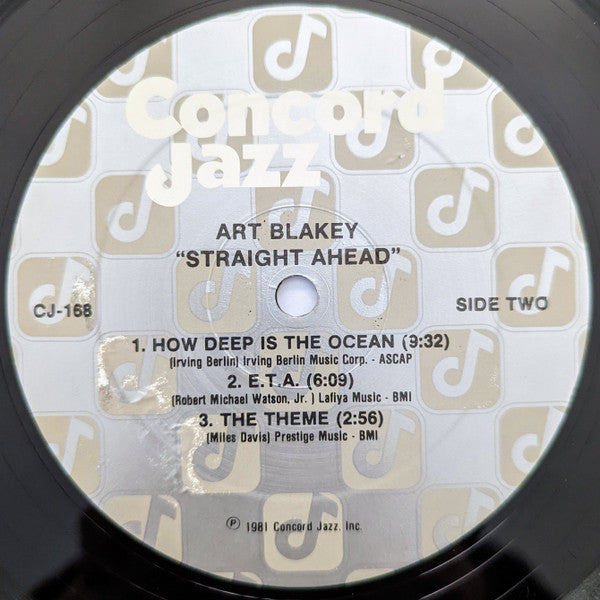 Concord
Jazz
ART BLAKEY
"STRAIGHT AHEAD"
CJ-168
SIDE TWO
1. HOW DEEP IS THE OCEAN (9:32)
(Irving Berlin) Irving Berlin Music Corp. - ASCAP
2. E.T.A. (6:09)
(Robert Michael Watson, Jr. ) Lafiya Music - BMI
3. THE THEME (2:56)
(Miles Davis) Prestige Music - BMI
℗ 1981 Concord Jazz, Inc.